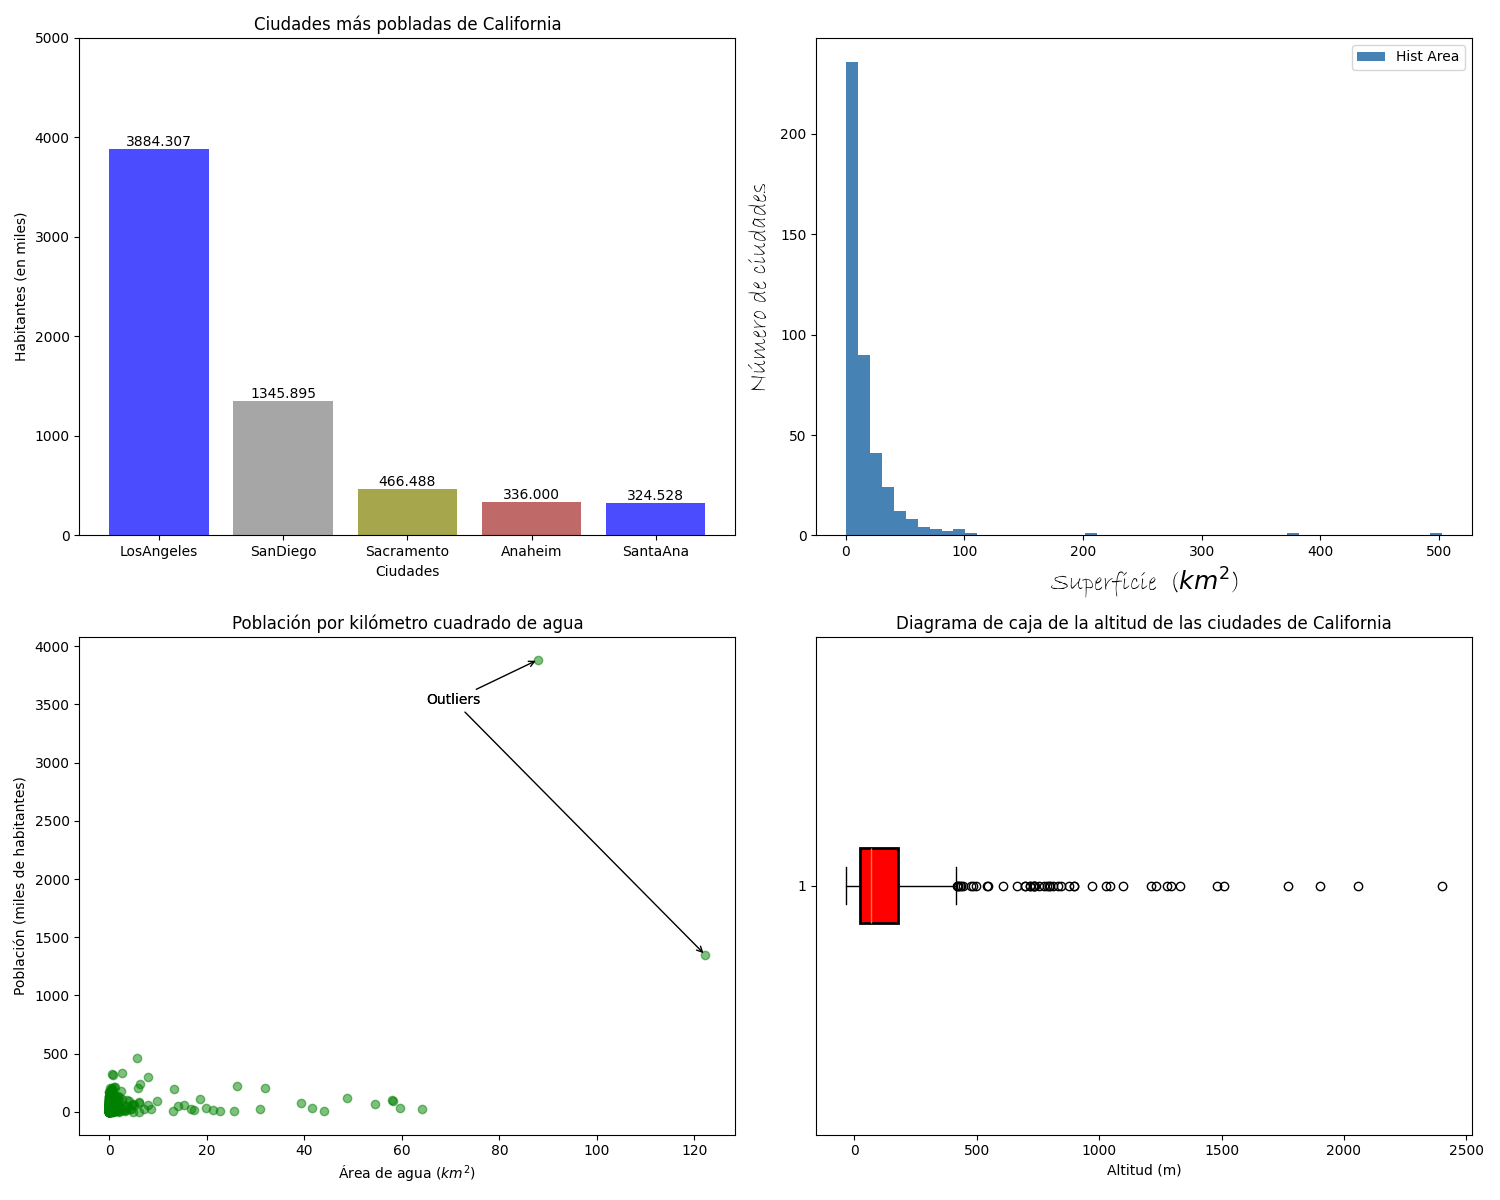 Ciudades más pobladas de California
5000
4000
3000
2000
1000
0
Habitantes (en miles)
3884.307
1345.895
466.488
336.000
324.528
LosAngeles
SanDiego
Sacramento
Anaheim
SantaAna
Ciudades
Hist Area
200
150
100
50
0
Número de ciudades
0
100
200
300
400
500
Superficie (km²)
Población por kilómetro cuadrado de agua
4000
3500
3000
2500
2000
1500
1000
500
0
Población (miles de habitantes)
Outliers
0
20
40
60
80
100
120
Área de agua (km²)
Diagrama de caja de la altitud de las ciudades de California
1
0
500
1000
1500
2000
2500
Altitud (m)